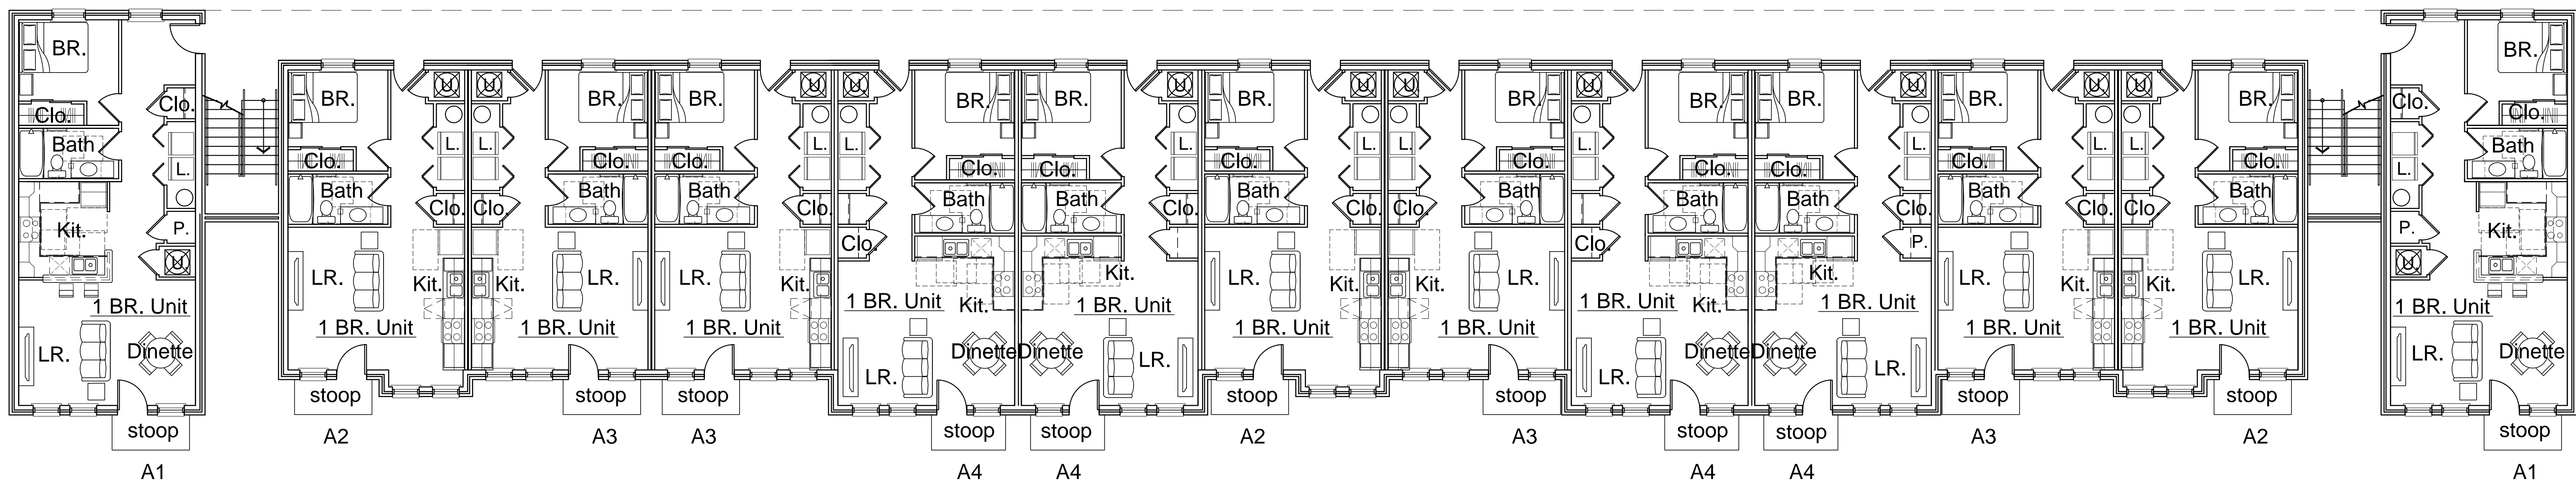 BR.
Clo.
Clo.
Bath
L.
Kit.
P.
U
1 BR. Unit
LR.
Dinette
stoop
A1
BR.
U
L.
Clo.
Bath
Clo.
LR.
Kit.
1 BR. Unit
stoop
A2
U
BR.
L.
Clo.
Bath
Clo.
LR.
Kit.
1 BR. Unit
stoop
A3
BR.
U
L.
Clo.
Bath
Clo.
LR.
Kit.
1 BR. Unit
stoop
A3
U
BR.
L.
Clo.
Bath
Clo.
1 BR. Unit
Kit.
Dinette
LR.
stoop
A4
BR.
U
L.
Clo.
Bath
Clo.
Kit.
1 BR. Unit
Dinette
LR.
stoop
A4
BR.
U
L.
Clo.
Bath
Clo.
LR.
Kit.
1 BR. Unit
stoop
A2
U
BR.
L.
Clo.
Bath
Clo.
LR.
Kit.
1 BR. Unit
stoop
A3
U
BR.
L.
Clo.
Bath
Clo.
1 BR. Unit
Kit.
Dinette
LR.
stoop
A4
BR.
U
L.
Clo.
Bath
Clo.
P.
Kit.
1 BR. Unit
Dinette
LR.
stoop
A4
BR.
U
L.
Clo.
Bath
Clo.
LR.
Kit.
1 BR. Unit
stoop
A3
U
BR.
L.
Clo.
Bath
Clo.
LR.
Kit.
1 BR. Unit
stoop
A2
BR.
Clo.
Clo.
Bath
L.
P.
Kit.
U
1 BR. Unit
LR.
Dinette
stoop
A1